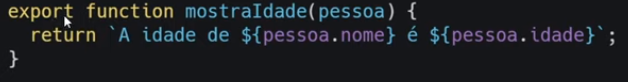 export function mostraIdade(pessoa) {
  return `A idade de ${pessoa.nome} é ${pessoa.idade}`;
}